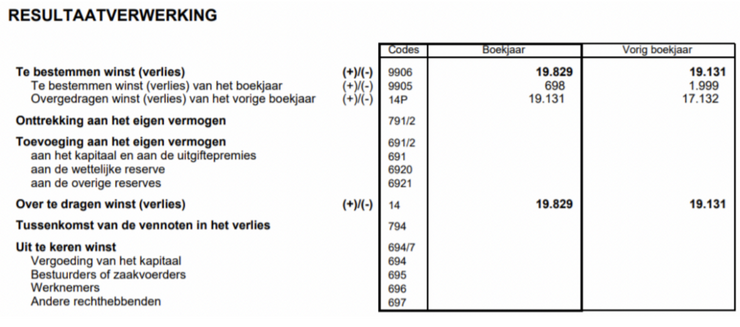 RESULTAATVERWERKING
Codes Boekjaar Vorig boekjaar
Te bestemmen winst (verlies) (+)/(-) 9906 19.829 19.131
Te bestemmen winst (verlies) van het boekjaar (+)/(-) 9905 698 1.999
Overgedragen winst (verlies) van het vorige boekjaar (+)/(-) 14P 19.131 17.132
Onttrekking aan het eigen vermogen 791/2
Toevoeging aan het eigen vermogen 691/2
aan het kapitaal en aan de uitgiftepremies 691
aan de wettelijke reserve 6920
aan de overige reserves 6921
Over te dragen winst (verlies) (+)/(-) 14 19.829 19.131
Tussenkomst van de vennoten in het verlies 794
Uit te keren winst 694/7
Vergoeding van het kapitaal 694
Bestuurders of zaakvoerders 695
Werknemers 696
Andere rechthebbenden 697